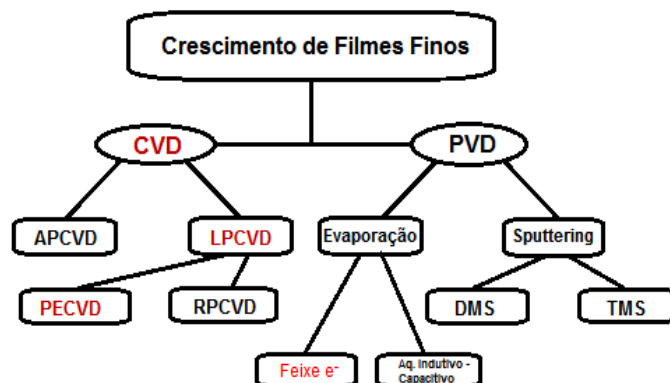 Crescimento de Filmes Finos
CVD
PVD
APCVD
LPCVD
Evaporação
Sputtering
PECVD
RPCVD
DMS
TMS
Feixe e⁻
Aq. Indutivo -
Capacitivo